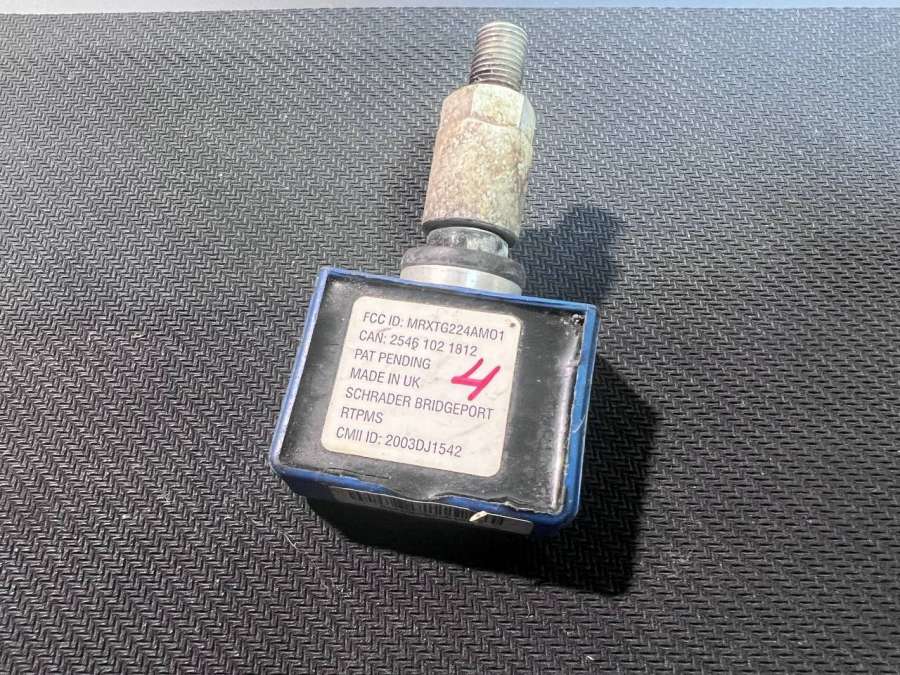 FCC ID: MRXTG224AM01
CAN: 2546 102 1812
PAT PENDING
MADE IN UK
4
SCHRADER BRIDGEPORT
RTPMS
CMII ID: 2003DJ1542